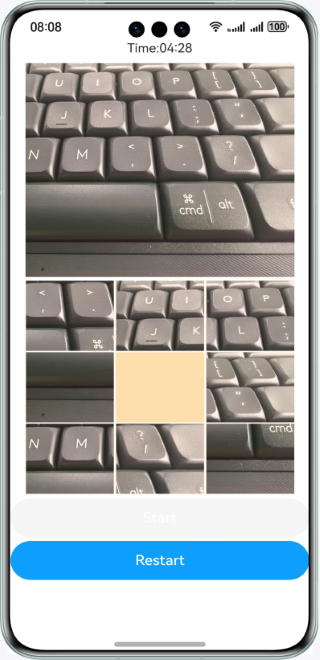 08:08
100
Time:04:28
U I O P { [ } ]
J K L : ; " '
N M < , > . ? /
⌘ cmd alt
< , > .
⌘
U I
J K
O P
L : ;
{ [ } ]
" '
N M
? /
alt
cmd
Start
Restart